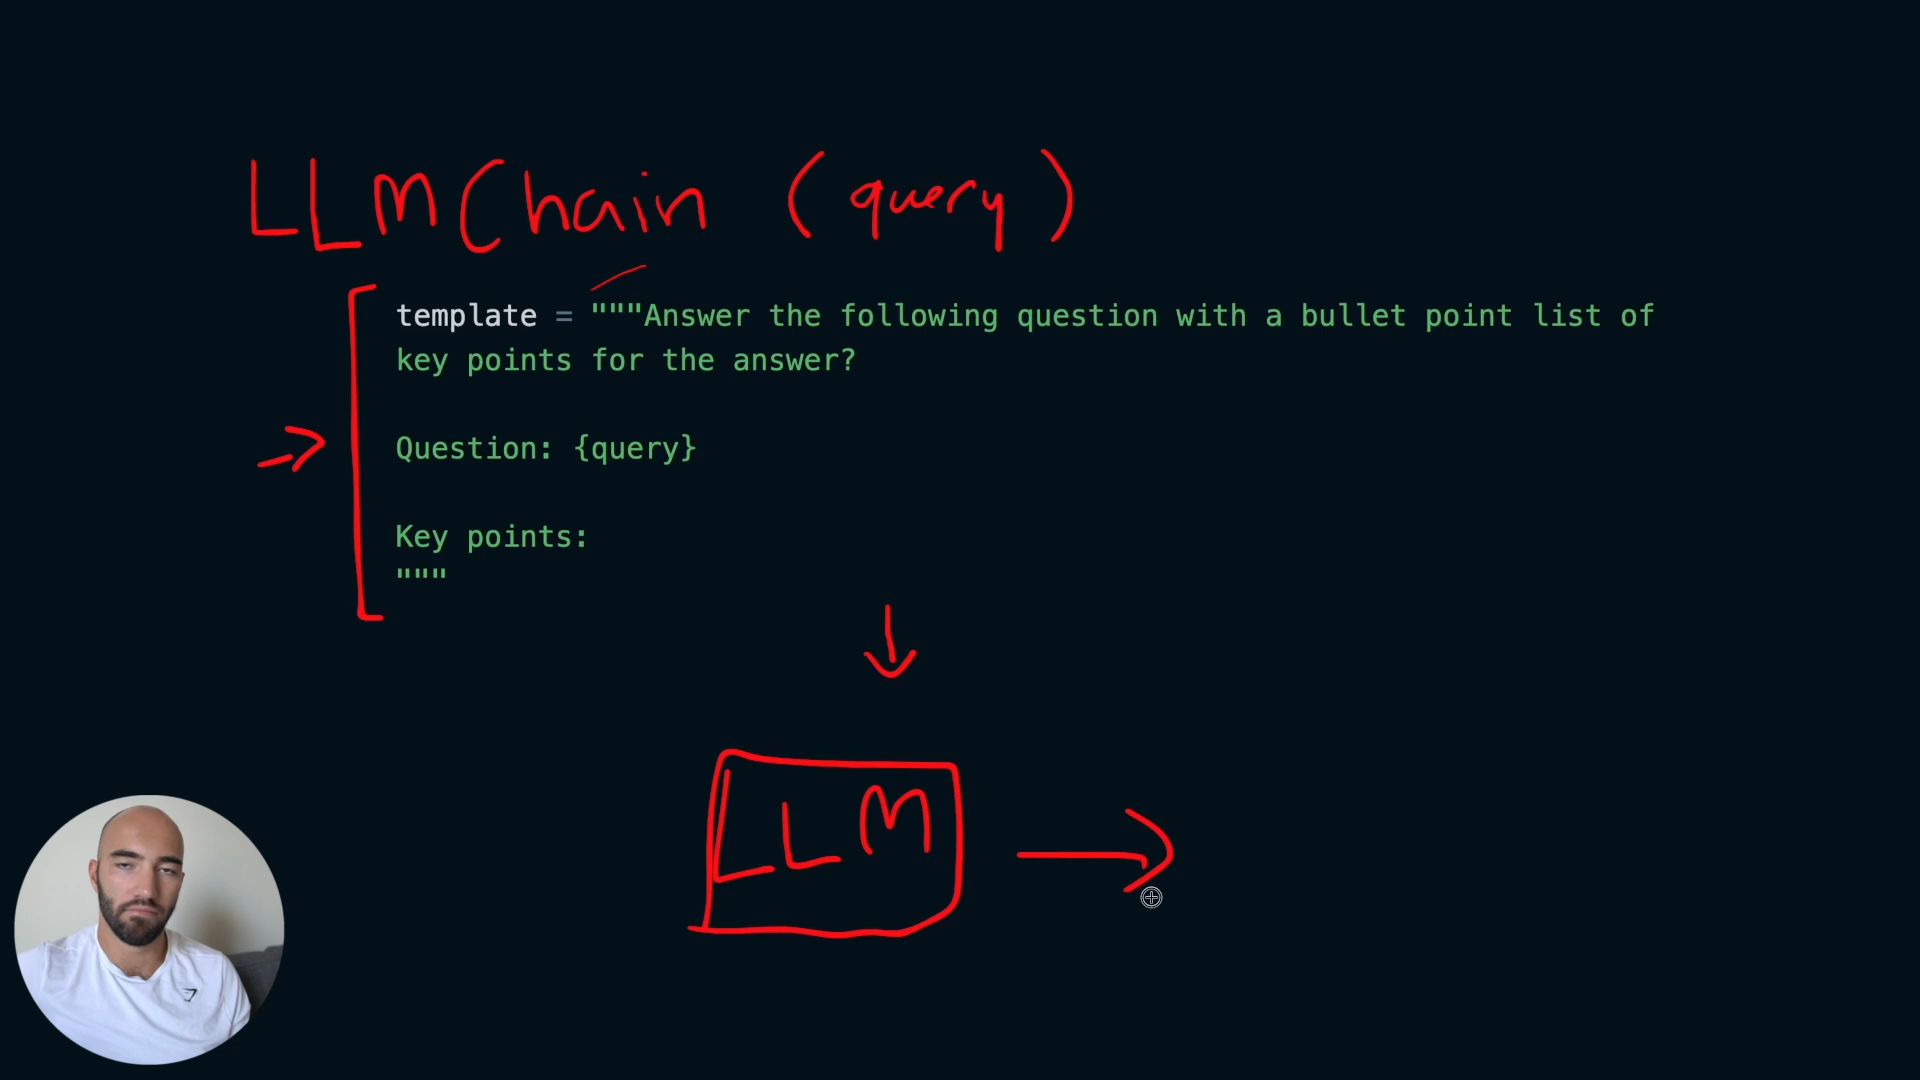 LLMChain (query)
template = """Answer the following question with a bullet point list of
key points for the answer?
Question: {query}
Key points:
"""
LLM